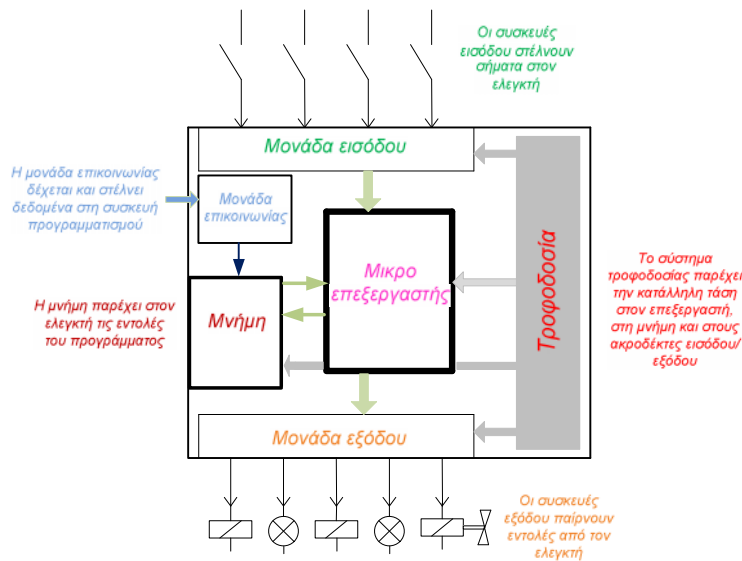 Οι συσκευές
εισόδου στέλνουν
σήματα στον
ελεγκτή
Μονάδα εισόδου
Η μονάδα επικοινωνίας
δέχεται και στέλνει
δεδομένα στη συσκευή
προγραμματισμού
Μονάδα
επικοινωνίας
Μικρο
επεξεργαστής
Τροφοδοσία
Το σύστημα
τροφοδοσίας παρέχει
την κατάλληλη τάση
στον επεξεργαστή,
στη μνήμη και στους
ακροδέκτες εισόδου/
εξόδου
Η μνήμη παρέχει στον
ελεγκτή τις εντολές
του προγράμματος
Μνήμη
Μονάδα εξόδου
Οι συσκευές
εξόδου παίρνουν
εντολές από τον
ελεγκτή